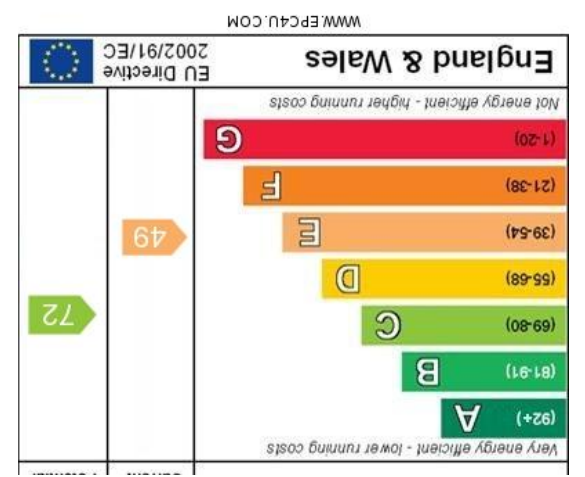 Very energy efficient - lower running costs
(92+) A
(81-91) B
(69-80) C
72
(55-68) D
(39-54) E
49
(21-38) F
(1-20) G
Not energy efficient - higher running costs
England & Wales
EU Directive
2002/91/EC
WWW.EPC4U.COM